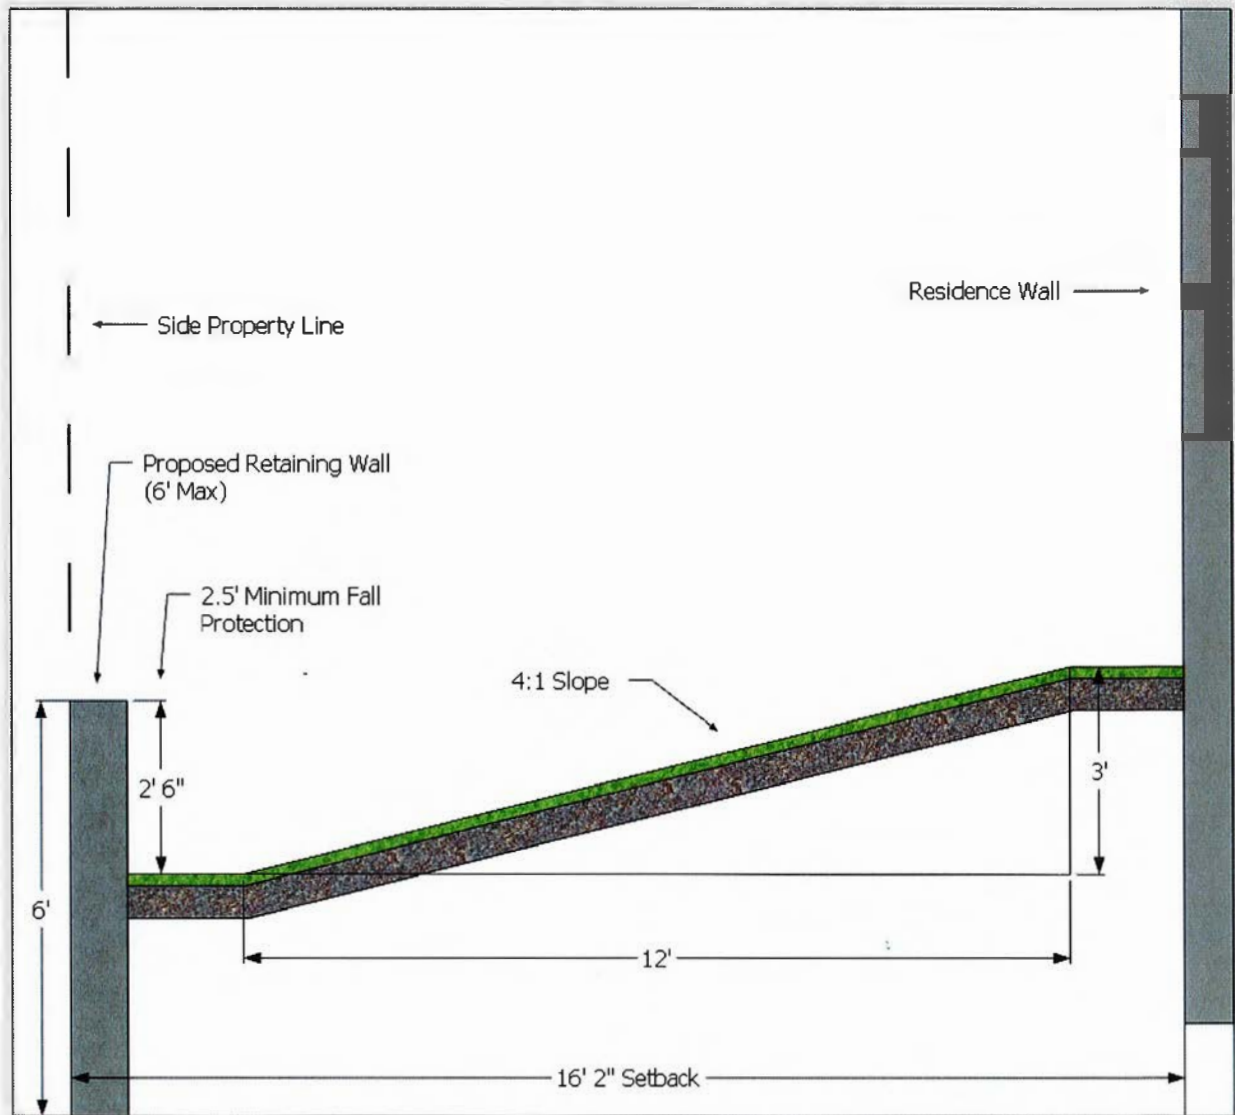 Residence Wall
Side Property Line
Proposed Retaining Wall
(6' Max)
2.5' Minimum Fall
Protection
4:1 Slope
2' 6"
3'
6'
12'
16' 2" Setback